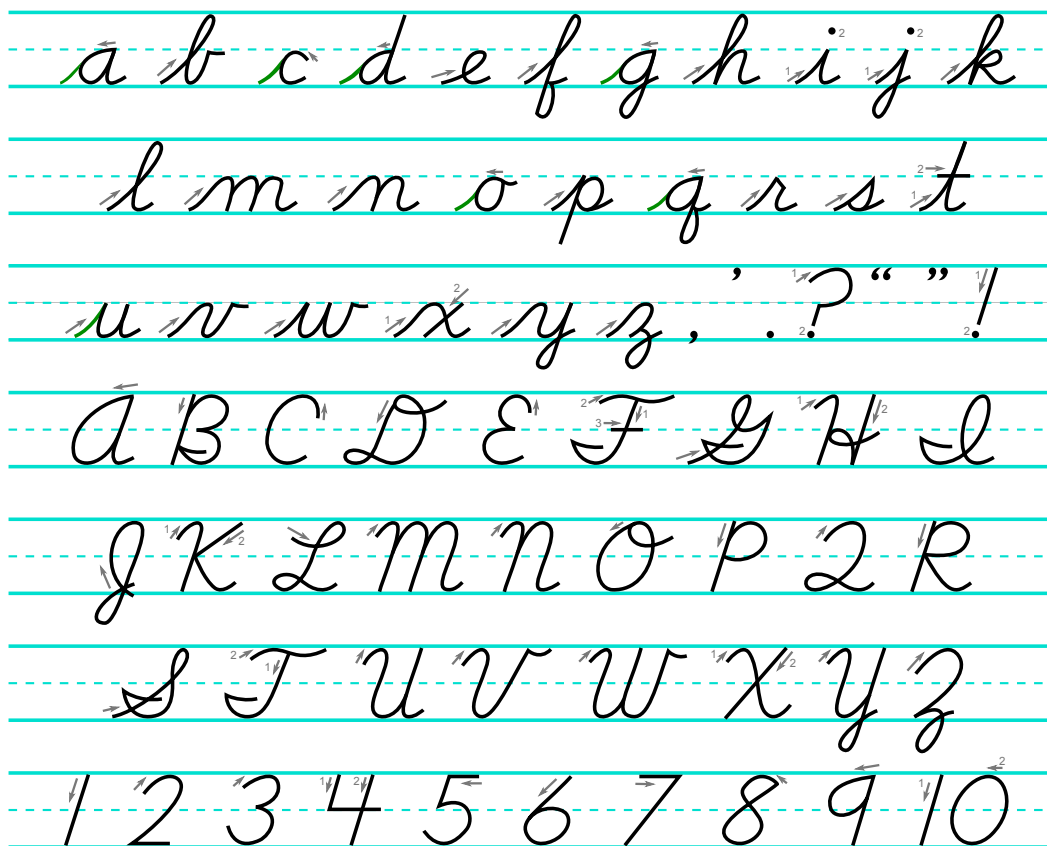 a b c d e f g h i j k
l m n o p q r s t
u v w x y z , ’ . ? “ ” !
A B C D E F G H I
J K L M N O P Q R
S T U V W X Y Z
1 2 3 4 5 6 7 8 9 10